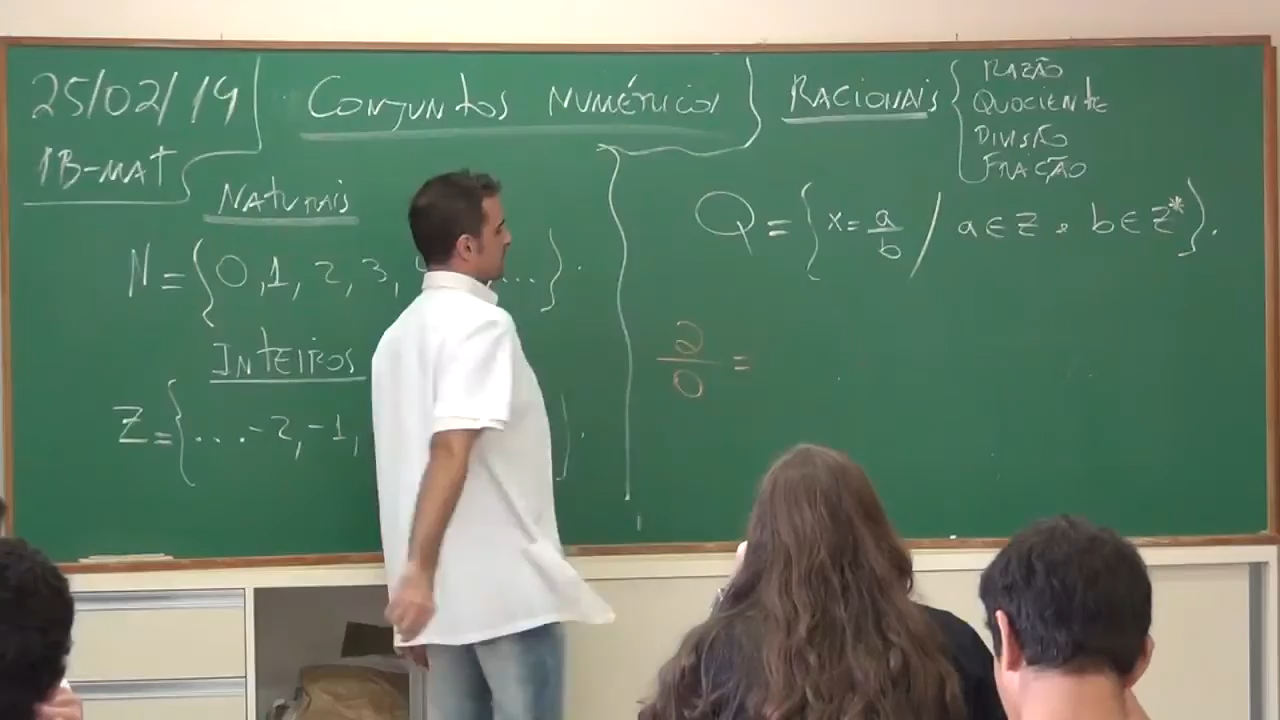 25/02/19
1B-MAT
CONJUNTOS NUMÉRICOS
NATURAIS
N = {0, 1, 2, 3, ...}.
INTEIROS
Z = {... -2, -1, }.
RACIONAIS { RAZÃO
QUOCIENTE
DIVISÃO
FRAÇÃO
Q = { x = a/b / a ∈ Z e b ∈ Z* }.
2/0 =